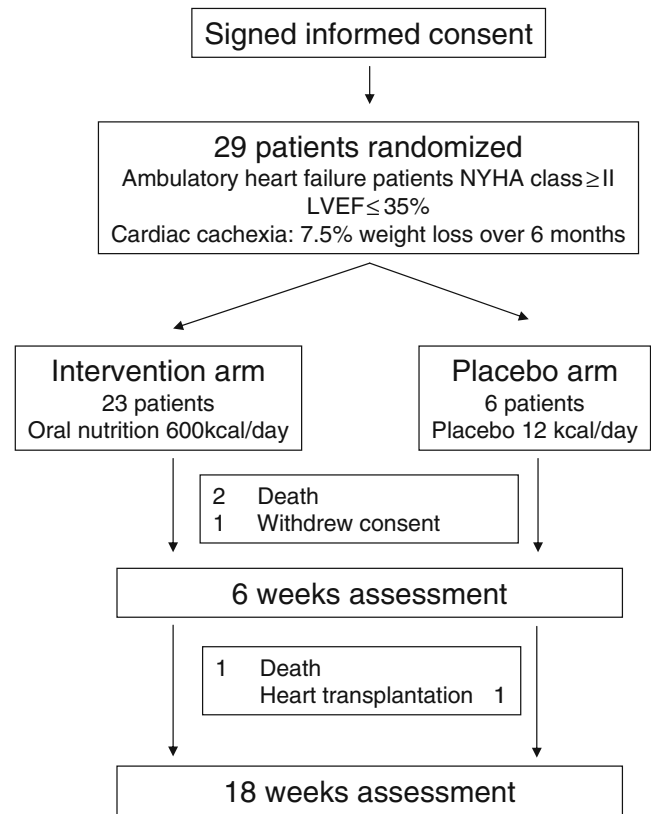 Signed informed consent
29 patients randomized
Ambulatory heart failure patients NYHA class≥II
LVEF≤35%
Cardiac cachexia: 7.5% weight loss over 6 months
Intervention arm
23 patients
Oral nutrition 600kcal/day
Placebo arm
6 patients
Placebo 12 kcal/day
2 Death
1 Withdrew consent
6 weeks assessment
1 Death
Heart transplantation 1
18 weeks assessment